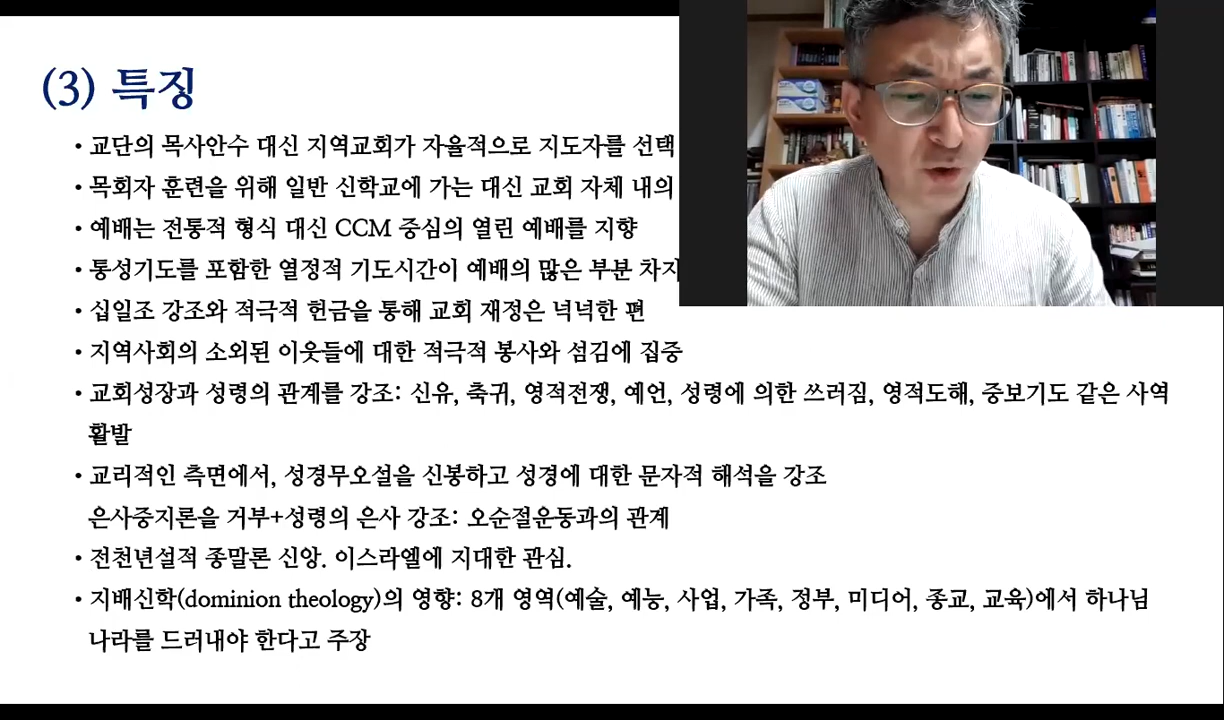 (3) 특징
• 교단의 목사안수 대신 지역교회가 자율적으로 지도자를 선택
• 목회자 훈련을 위해 일반 신학교에 가는 대신 교회 자체 내의
• 예배는 전통적 형식 대신 CCM 중심의 열린 예배를 지향
• 통성기도를 포함한 열정적 기도시간이 예배의 많은 부분 차지
• 십일조 강조와 적극적 헌금을 통해 교회 재정은 넉넉한 편
• 지역사회의 소외된 이웃들에 대한 적극적 봉사와 섬김에 집중
• 교회성장과 성령의 관계를 강조: 신유, 축귀, 영적전쟁, 예언, 성령에 의한 쓰러짐, 영적도해, 중보기도 같은 사역
활발
• 교리적인 측면에서, 성경무오설을 신봉하고 성경에 대한 문자적 해석을 강조
은사중지론을 거부+성령의 은사 강조: 오순절운동과의 관계
• 전천년설적 종말론 신앙. 이스라엘에 지대한 관심.
• 지배신학(dominion theology)의 영향: 8개 영역(예술, 예능, 사업, 가족, 정부, 미디어, 종교, 교육)에서 하나님
나라를 드러내야 한다고 주장